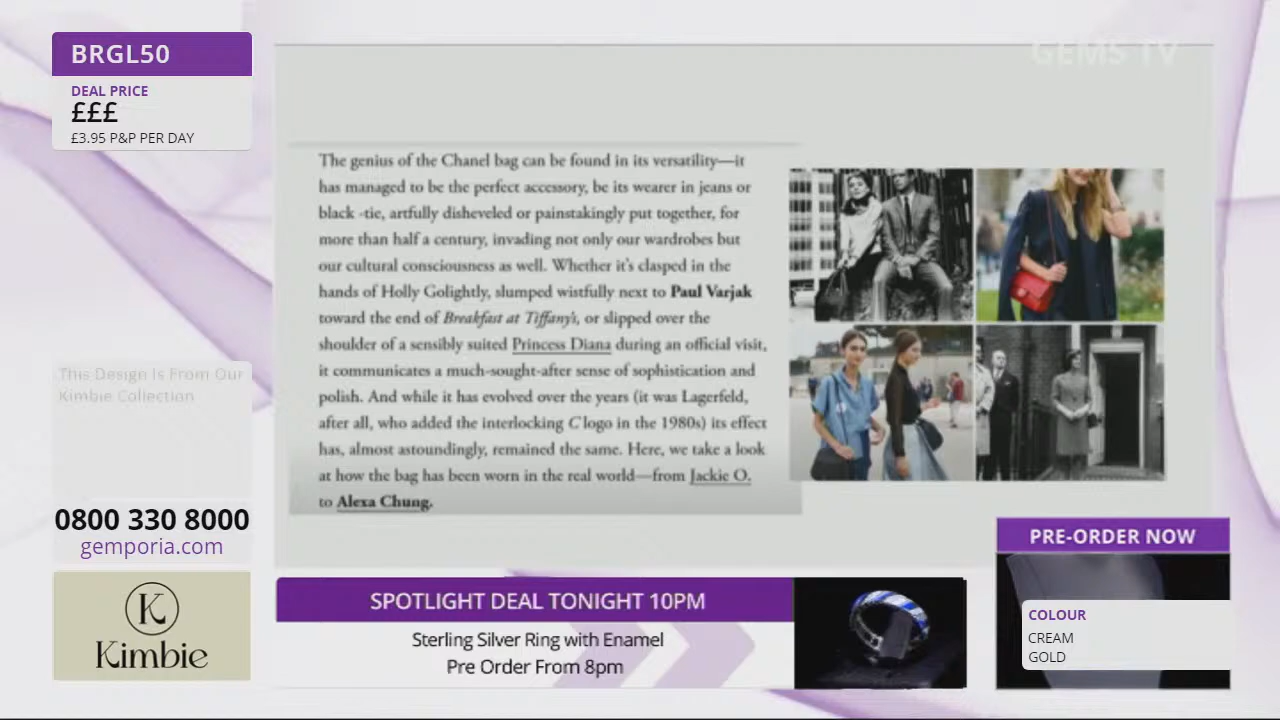 BRGL50
DEAL PRICE
£££
£3.95 P&P PER DAY
GEMS TV
The genius of the Chanel bag can be found in its versatility—it
has managed to be the perfect accessory, be its wearer in jeans or
black -tie, artfully disheveled or painstakingly put together, for
more than half a century, invading not only our wardrobes but
our cultural consciousness as well. Whether it's clasped in the
hands of Holly Golightly, slumped wistfully next to Paul Varjak
toward the end of Breakfast at Tiffany's, or slipped over the
shoulder of a sensibly suited Princess Diana during an official visit,
it communicates a much-sought-after sense of sophistication and
polish. And while it has evolved over the years (it was Lagerfeld,
after all, who added the interlocking C logo in the 1980s) its effect
has, almost astoundingly, remained the same. Here, we take a look
at how the bag has been worn in the real world—from Jackie O.
to Alexa Chung.
This Design Is From Our
Kimbie Collection
0800 330 8000
gemporia.com
K
Kimbie
SPOTLIGHT DEAL TONIGHT 10PM
Sterling Silver Ring with Enamel
Pre Order From 8pm
PRE-ORDER NOW
COLOUR
CREAM
GOLD